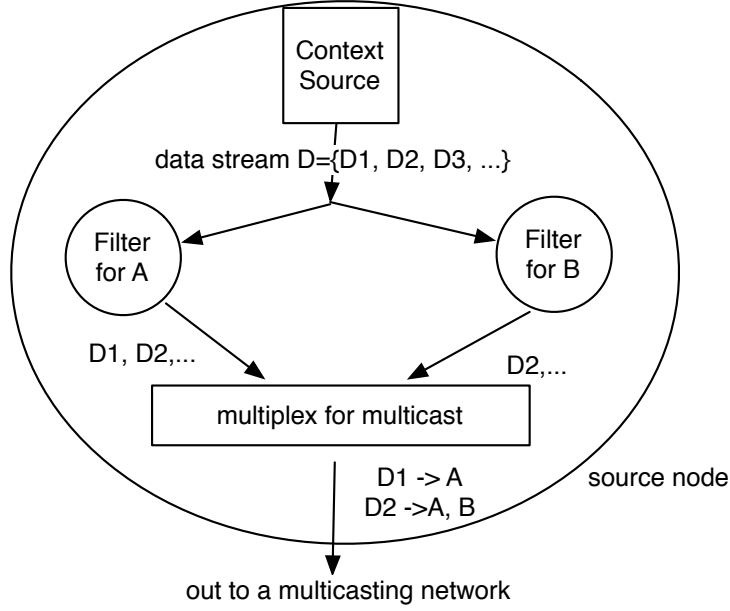 Context
Source
data stream D={D1, D2, D3, ...}
Filter
for A
Filter
for B
D1, D2,...
D2,...
multiplex for multicast
D1 -> A
D2 ->A, B
source node
out to a multicasting network